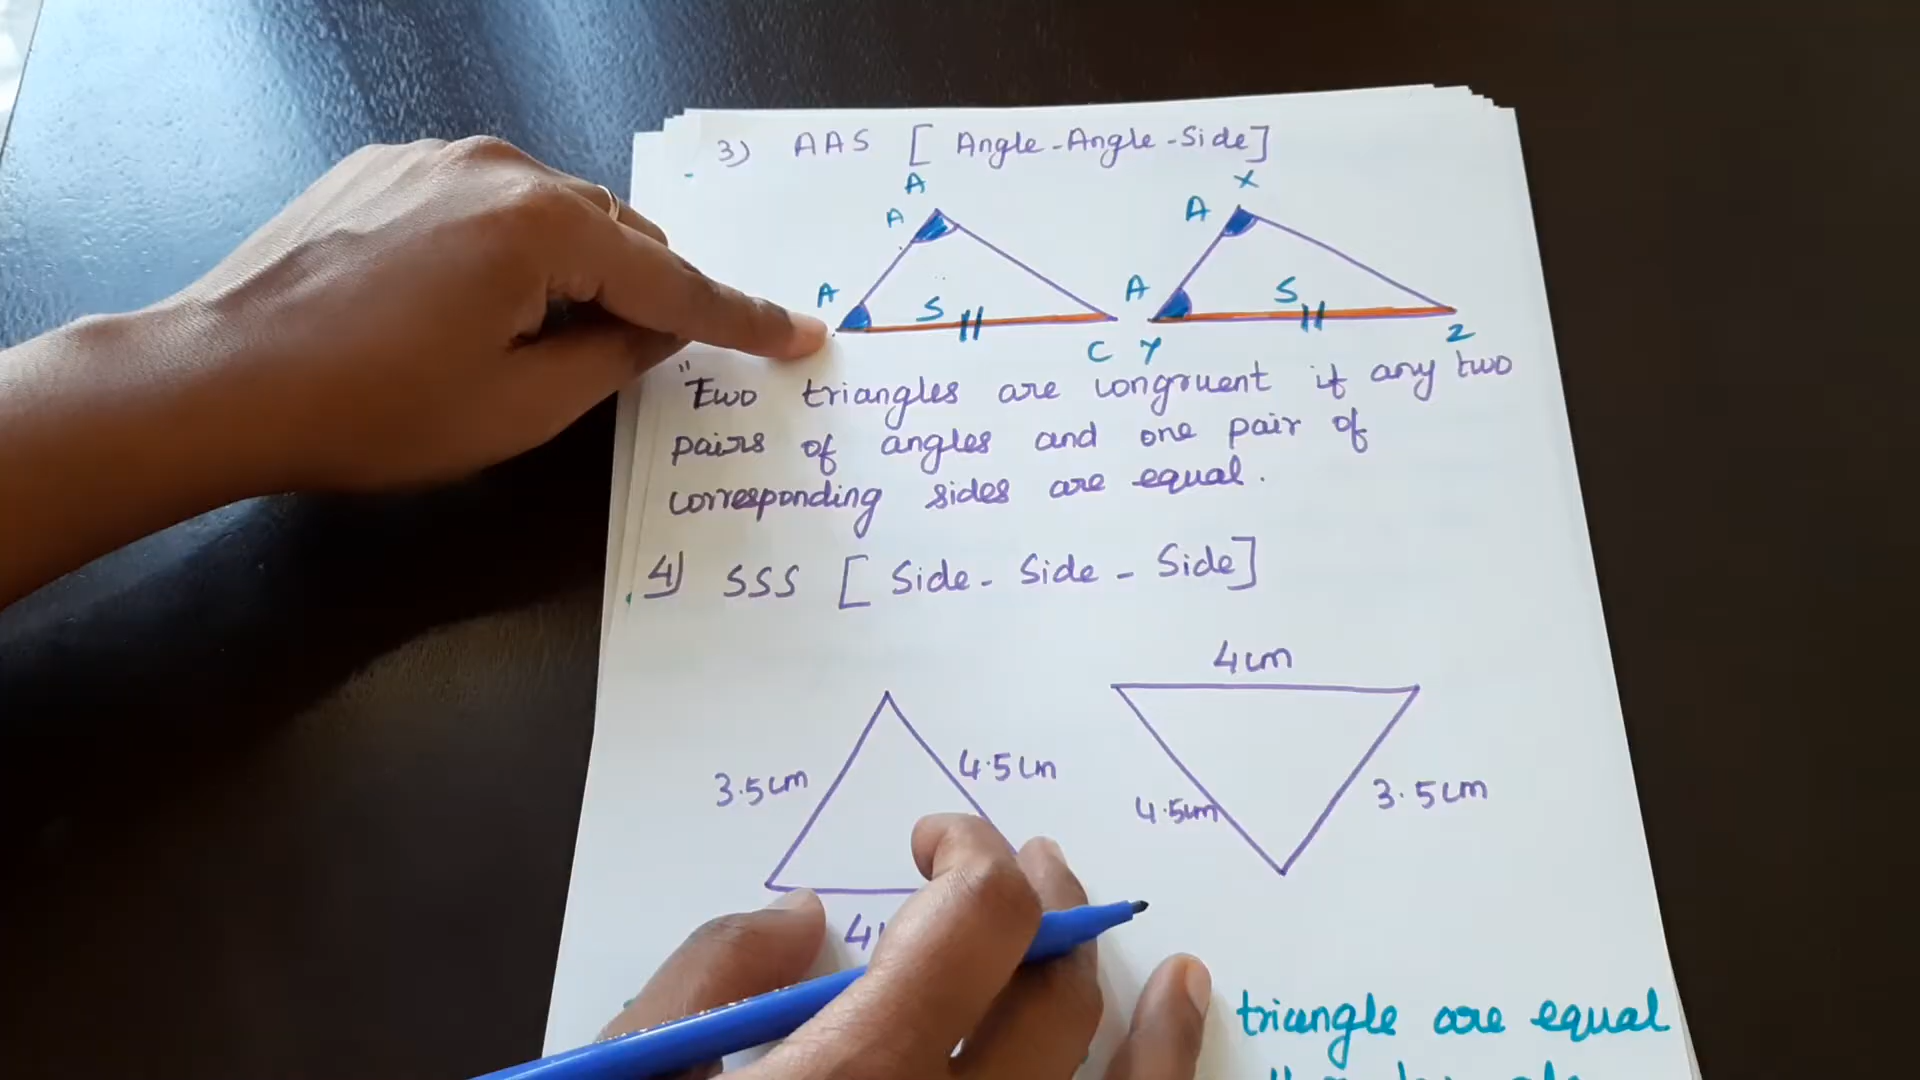 3) AAS [ Angle-Angle-Side]
A X
A A
A S A S
C Y Z
"Two triangles are congruent if any two
pairs of angles and one pair of
corresponding sides are equal.
4) SSS [ Side - Side - Side]
4cm
3.5cm 4.5cm
4.5cm 3.5cm
4
triangle are equal